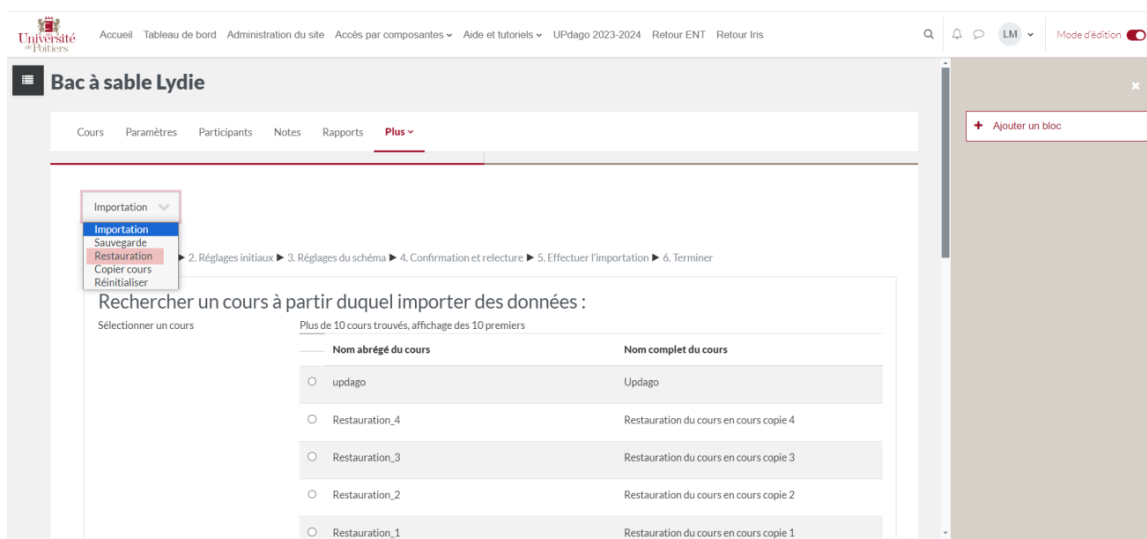 Université de Poitiers
Accueil Tableau de bord Administration du site Accès par composantes Aide et tutoriels UPdago 2023-2024 Retour ENT Retour Iris LM Mode d'édition
Bac à sable Lydie
Cours Paramètres Participants Notes Rapports Plus
+ Ajouter un bloc
Importation
Importation
Sauvegarde
Restauration
Copier cours
Réinitialiser
► 2. Réglages initiaux ► 3. Réglages du schéma ► 4. Confirmation et relecture ► 5. Effectuer l'importation ► 6. Terminer
Rechercher un cours à partir duquel importer des données :
Sélectionner un cours Plus de 10 cours trouvés, affichage des 10 premiers
Nom abrégé du cours Nom complet du cours
updago Updago
Restauration_4 Restauration du cours en cours copie 4
Restauration_3 Restauration du cours en cours copie 3
Restauration_2 Restauration du cours en cours copie 2
Restauration_1 Restauration du cours en cours copie 1